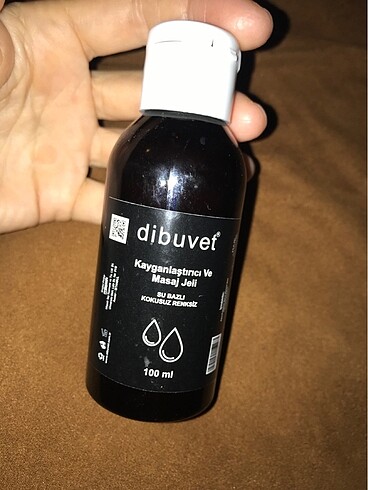 dibuvet®
Kayganlaştırıcı Ve
Masaj Jeli
SU BAZLI
KOKUSUZ RENKSİZ
100 ml